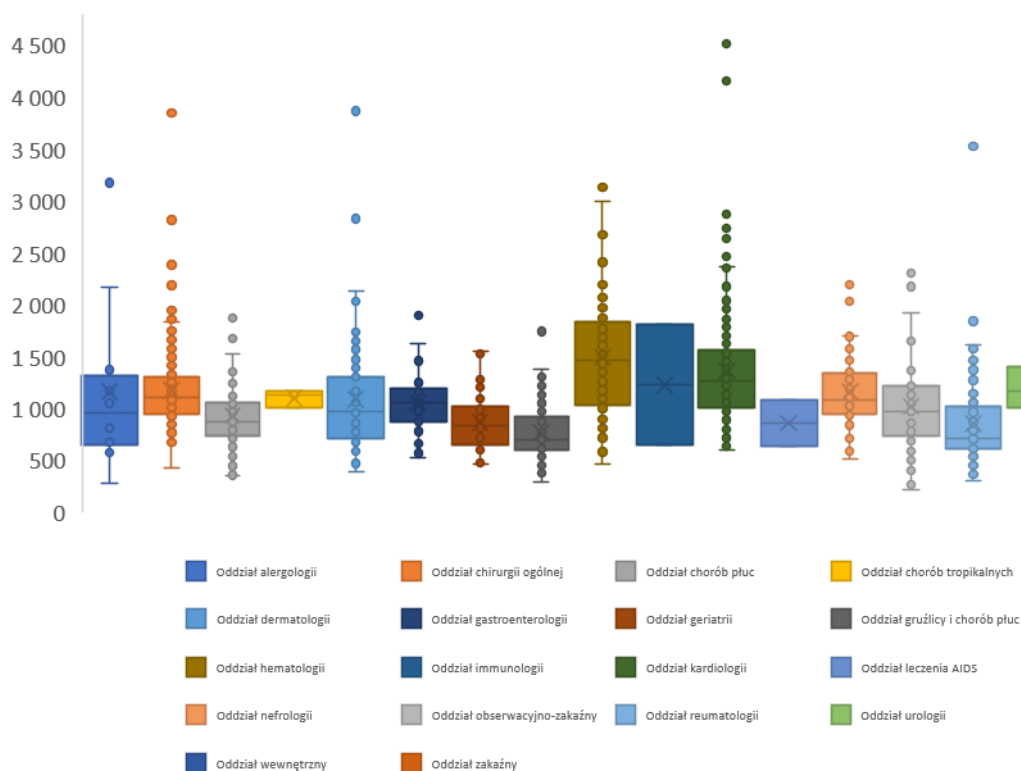 4 500
4 000
3 500
3 000
2 500
2 000
1 500
1 000
500
0
Oddział alergologii Oddział chirurgii ogólnej Oddział chorób płuc Oddział chorób tropikalnych
Oddział dermatologii Oddział gastroenterologii Oddział geriatrii Oddział gruźlicy i chorób płuc
Oddział hematologii Oddział immunologii Oddział kardiologii Oddział leczenia AIDS
Oddział nefrologii Oddział obserwacyjno-zakaźny Oddział reumatologii Oddział urologii
Oddział wewnętrzny Oddział zakaźny